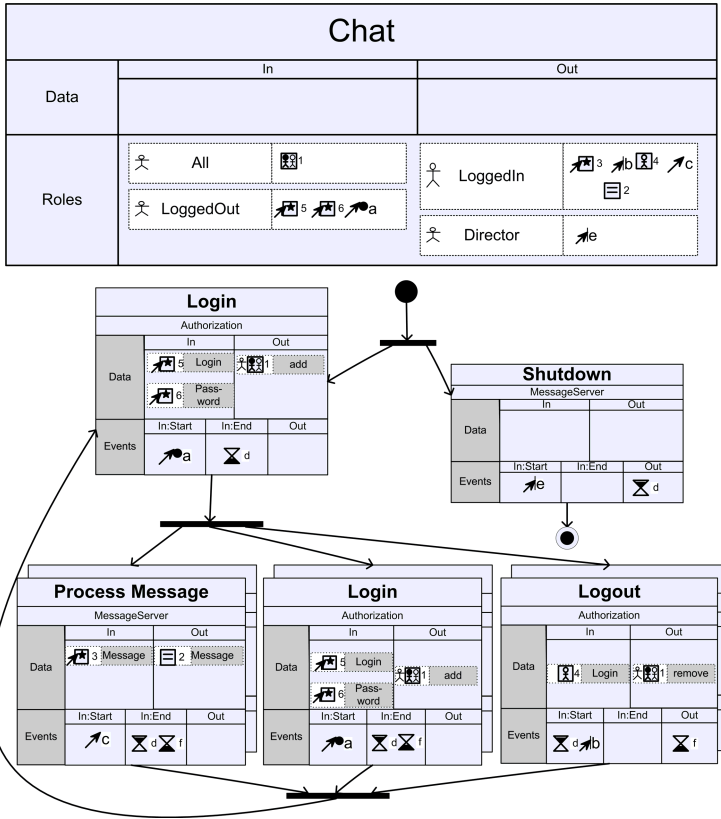 Chat
In Out
Data
Roles
All 1
LoggedIn 3 b 4 c
2
LoggedOut 5 6 a
Director e
Login
Authorization
In Out
Data
5 Login 1 add
6 Pass-
word
Events
In:Start In:End Out
a d
Shutdown
MessageServer
In Out
Data
Events
In:Start In:End Out
e d
Process Message
MessageServer
In Out
Data
3 Message 2 Message
Events
In:Start In:End Out
c d f
Login
Authorization
In Out
Data
5 Login 1 add
6 Pass-
word
Events
In:Start In:End Out
a d f
Logout
Authorization
In Out
Data
4 Login 1 remove
Events
In:Start In:End Out
d b f